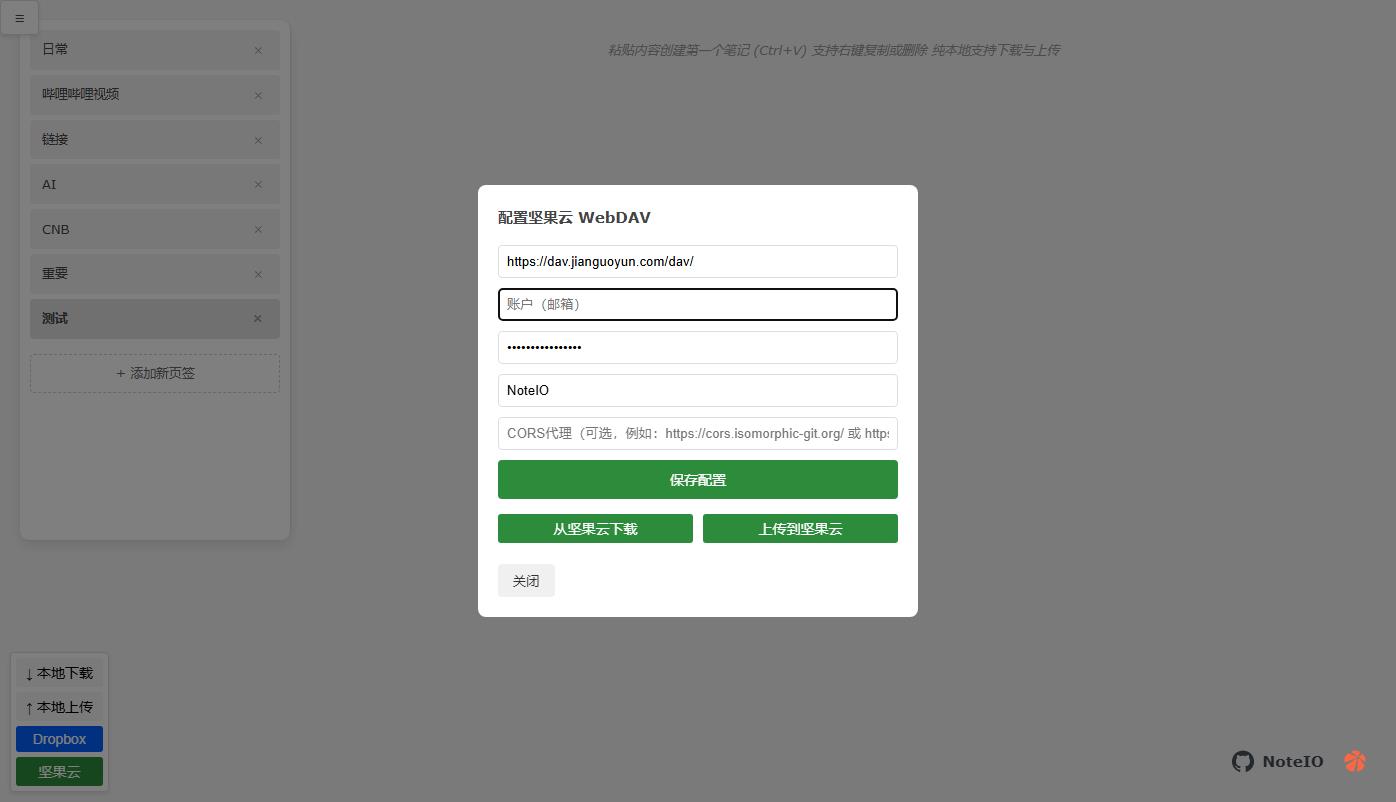 ≡
日常 ×
哔哩哔哩视频 ×
链接 ×
AI ×
CNB ×
重要 ×
测试 ×
+ 添加新页签
粘贴内容创建第一个笔记 (Ctrl+V) 支持右键复制或删除 纯本地支持下载与上传
配置坚果云 WebDAV
https://dav.jianguoyun.com/dav/
账户（邮箱）
••••••••••••••••
NoteIO
CORS代理（可选，例如：https://cors.isomorphic-git.org/ 或 https
保存配置
从坚果云下载 上传到坚果云
关闭
↓ 本地下载
↑ 本地上传
Dropbox
坚果云
NoteIO